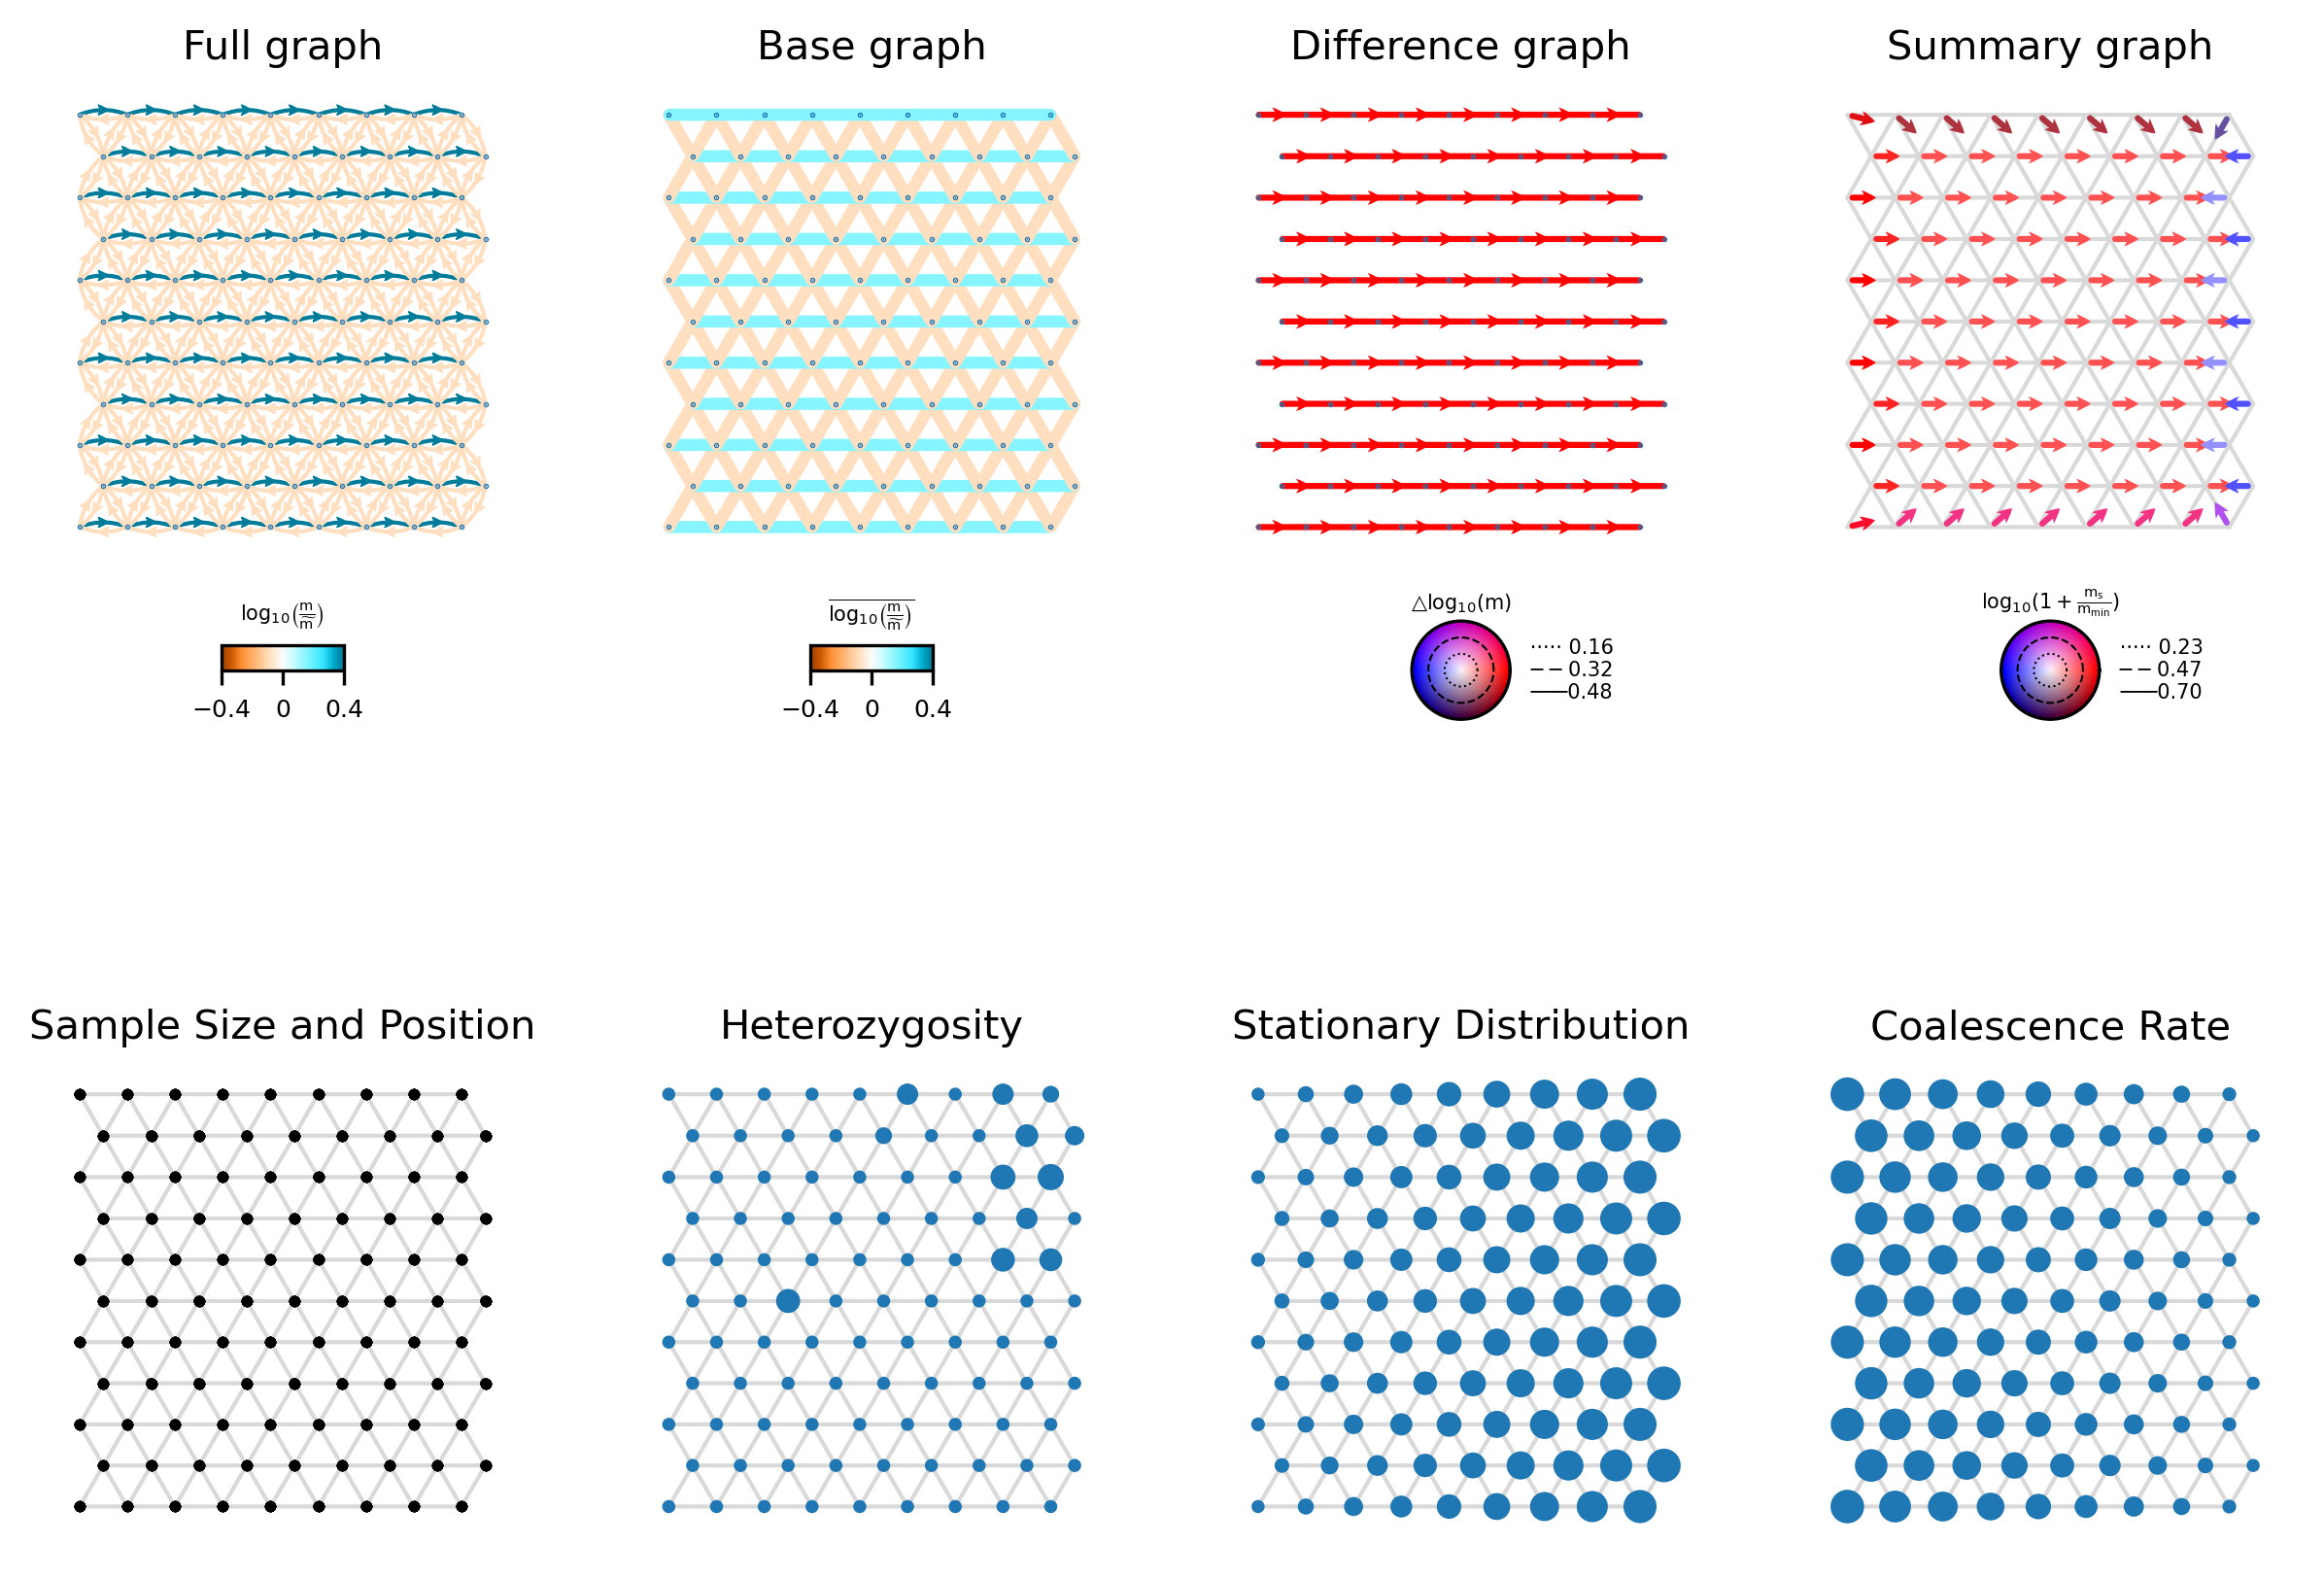 Full graph
Base graph
Difference graph
Summary graph
log₁₀(m/m̃)
−0.4 0 0.4
log₁₀(m/m̃)
−0.4 0 0.4
△log₁₀(m)
0.16
0.32
0.48
log₁₀(1 + mₛ/m_min)
0.23
0.47
0.70
Sample Size and Position
Heterozygosity
Stationary Distribution
Coalescence Rate